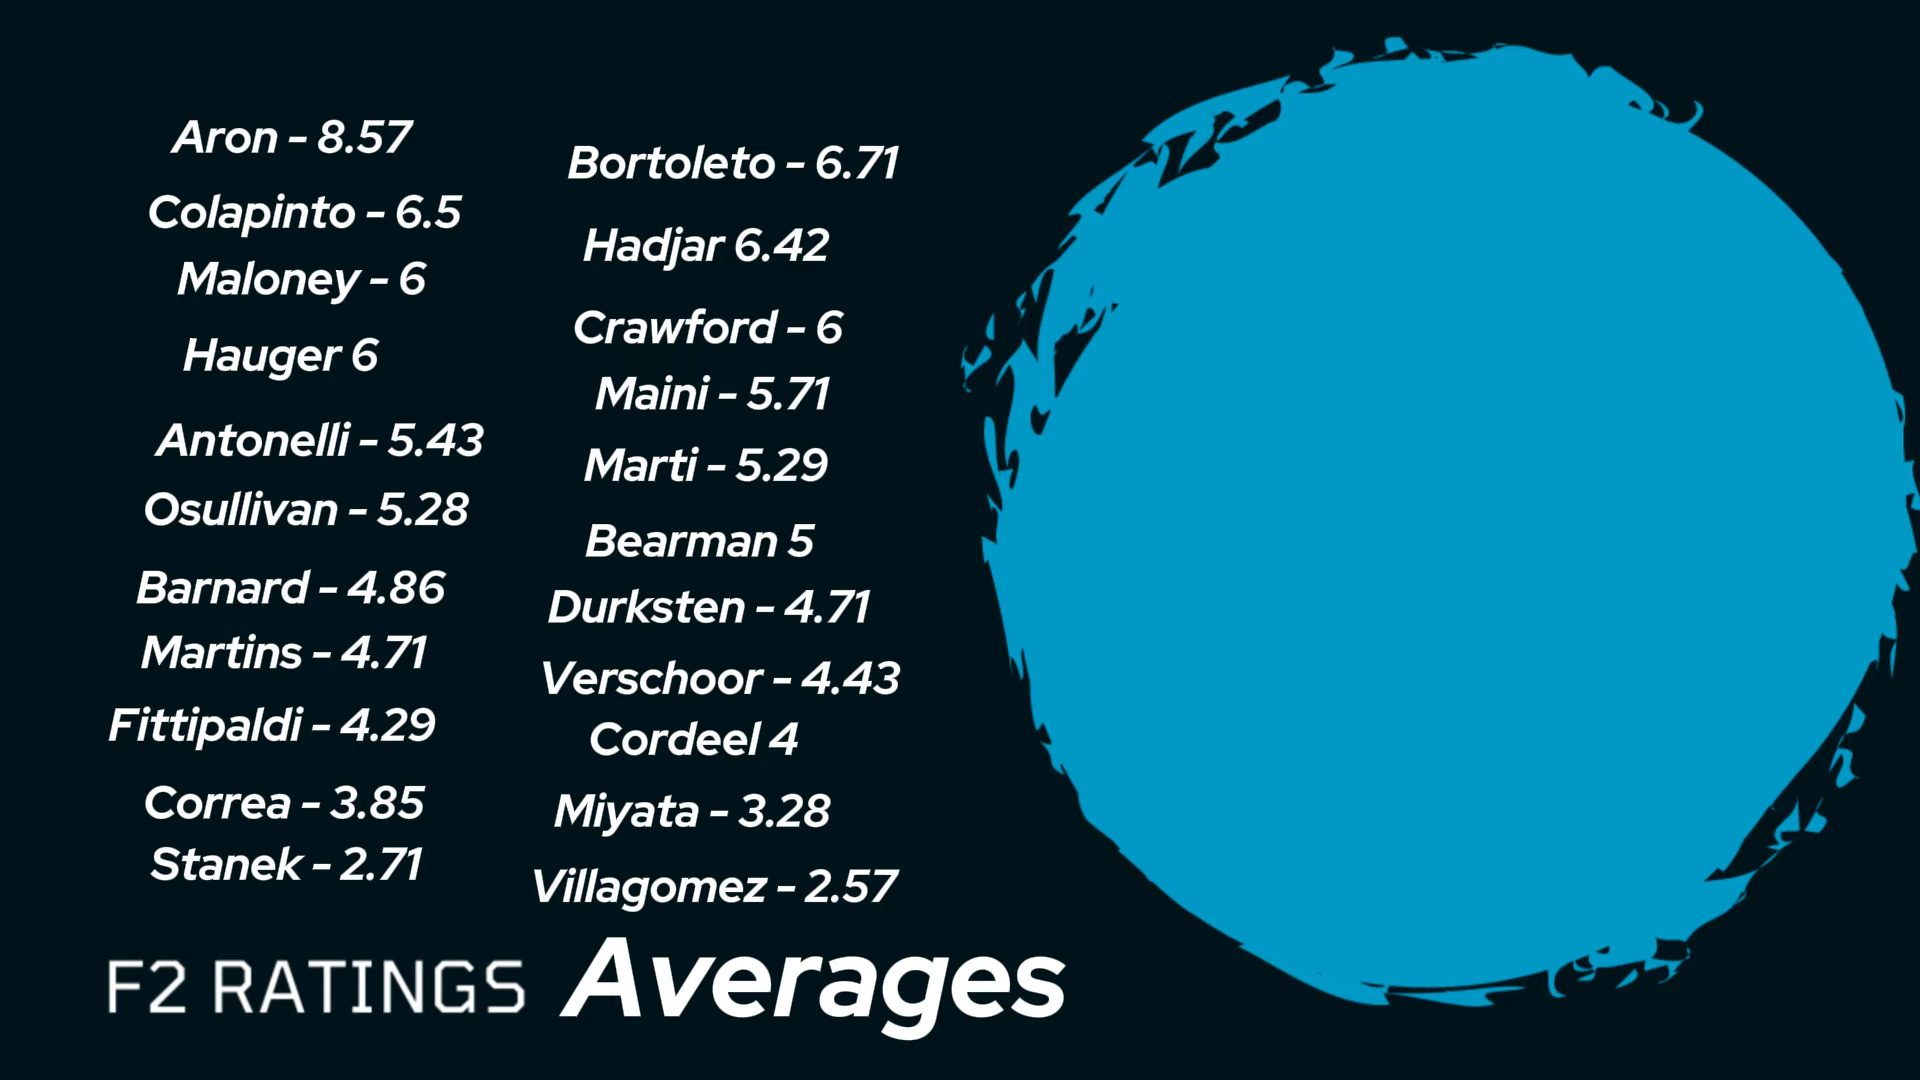 Aron - 8.57
Bortoleto - 6.71
Colapinto - 6.5
Hadjar 6.42
Maloney - 6
Crawford - 6
Hauger 6
Maini - 5.71
Antonelli - 5.43
Marti - 5.29
Osullivan - 5.28
Bearman 5
Barnard - 4.86
Durksten - 4.71
Martins - 4.71
Verschoor - 4.43
Fittipaldi - 4.29
Cordeel 4
Correa - 3.85
Miyata - 3.28
Stanek - 2.71
Villagomez - 2.57
F2 RATINGS Averages